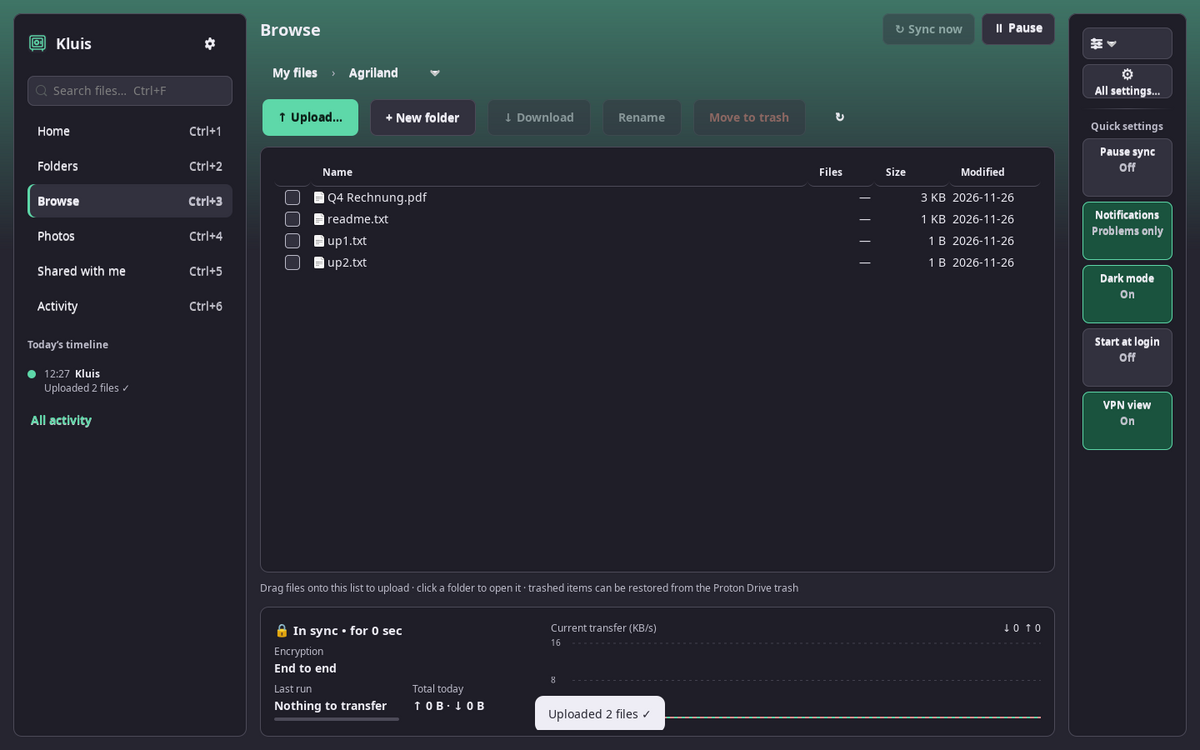 Kluis
Search files... Ctrl+F
Home Ctrl+1
Folders Ctrl+2
Browse Ctrl+3
Photos Ctrl+4
Shared with me Ctrl+5
Activity Ctrl+6
Today's timeline
12:27 Kluis
Uploaded 2 files ✓
All activity
Browse
↻ Sync now
Pause
My files › Agriland
↑ Upload...
+ New folder
↓ Download
Rename
Move to trash
↻
Name Files Size Modified
Q4 Rechnung.pdf — 3 KB 2026-11-26
readme.txt — 1 KB 2026-11-26
up1.txt — 1 B 2026-11-26
up2.txt — 1 B 2026-11-26
Drag files onto this list to upload · click a folder to open it · trashed items can be restored from the Proton Drive trash
In sync • for 0 sec
Encryption
End to end
Last run
Nothing to transfer
Total today
↑ 0 B · ↓ 0 B
Current transfer (KB/s) ↓ 0 ↑ 0
16
8
Uploaded 2 files ✓
All settings...
Quick settings
Pause sync
Off
Notifications
Problems only
Dark mode
On
Start at login
Off
VPN view
On